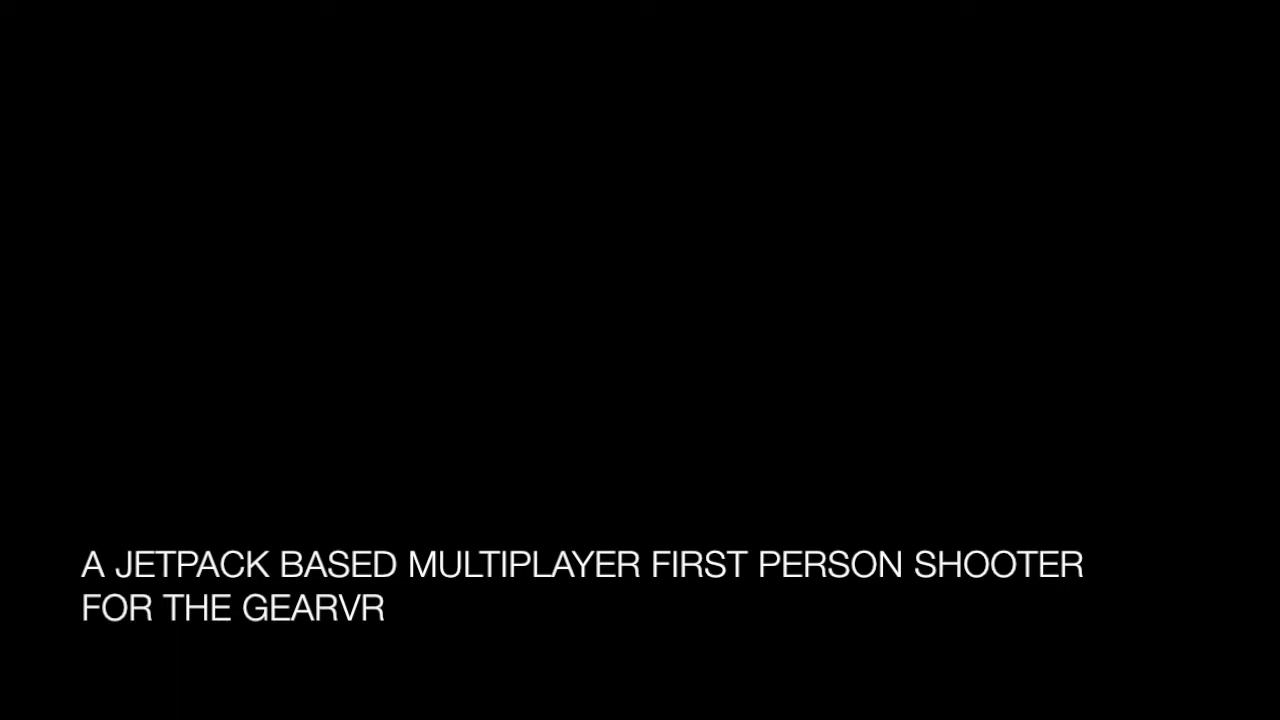 A JETPACK BASED MULTIPLAYER FIRST PERSON SHOOTER
FOR THE GEARVR